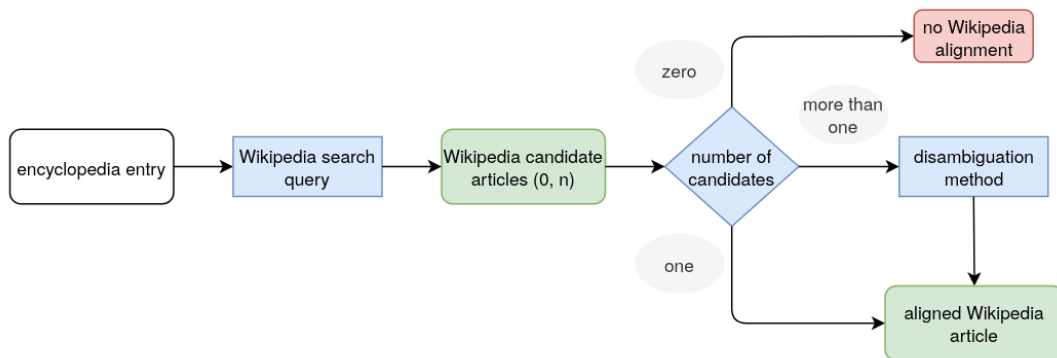 encyclopedia entry
Wikipedia search
query
Wikipedia candidate
articles (0, n)
number of
candidates
zero
no Wikipedia
alignment
more than
one
disambiguation
method
one
aligned Wikipedia
article